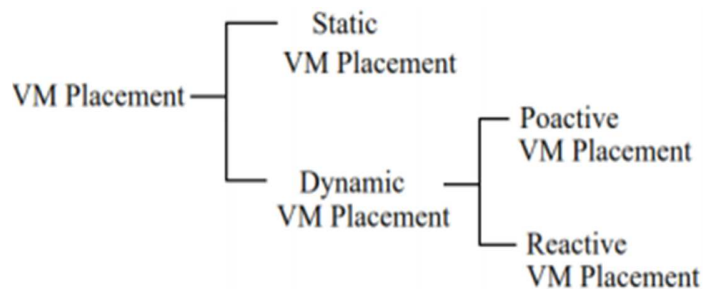 Static
VM Placement
VM Placement
Poactive
VM Placement
Dynamic
VM Placement
Reactive
VM Placement